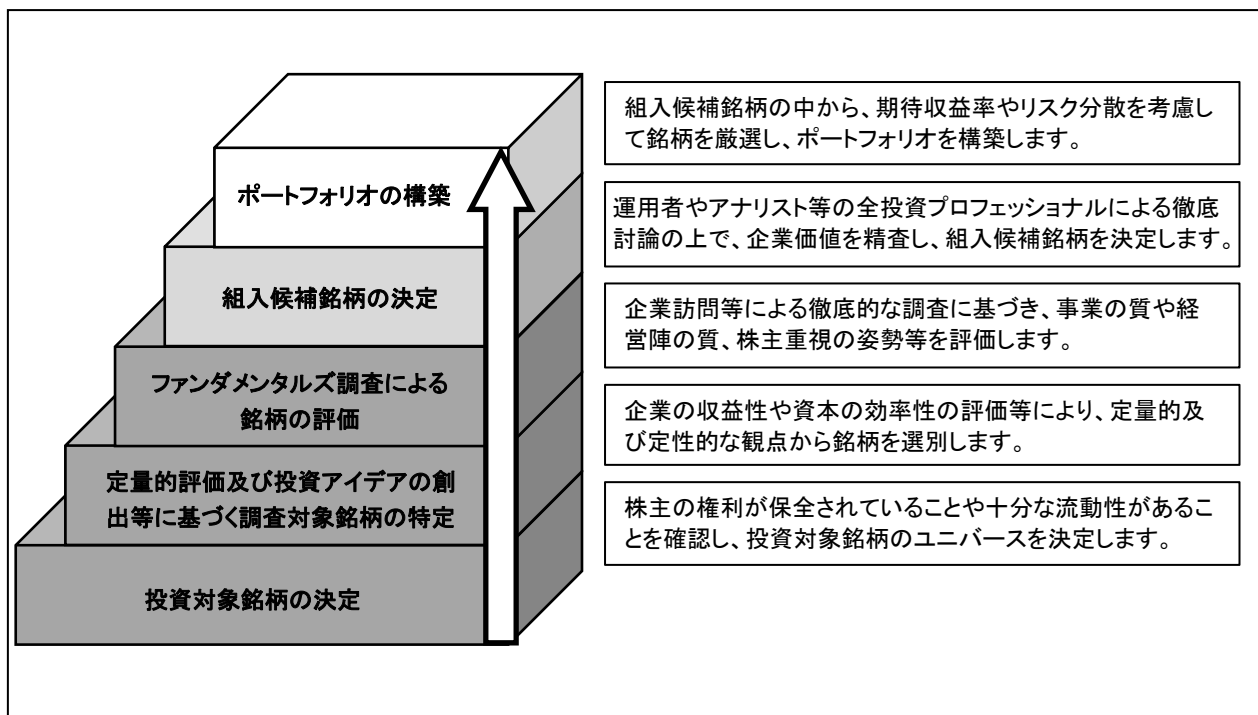 ポートフォリオの構築
組入候補銘柄の中から、期待収益率やリスク分散を考慮し
て銘柄を厳選し、ポートフォリオを構築します。
組入候補銘柄の決定
運用者やアナリスト等の全投資プロフェッショナルによる徹底
討論の上で、企業価値を精査し、組入候補銘柄を決定します。
ファンダメンタルズ調査による
銘柄の評価
企業訪問等による徹底的な調査に基づき、事業の質や経
営陣の質、株主重視の姿勢等を評価します。
定量的評価及び投資アイデアの創
出等に基づく調査対象銘柄の特定
企業の収益性や資本の効率性の評価等により、定量的及
び定性的な観点から銘柄を選別します。
投資対象銘柄の決定
株主の権利が保全されていることや十分な流動性があるこ
とを確認し、投資対象銘柄のユニバースを決定します。